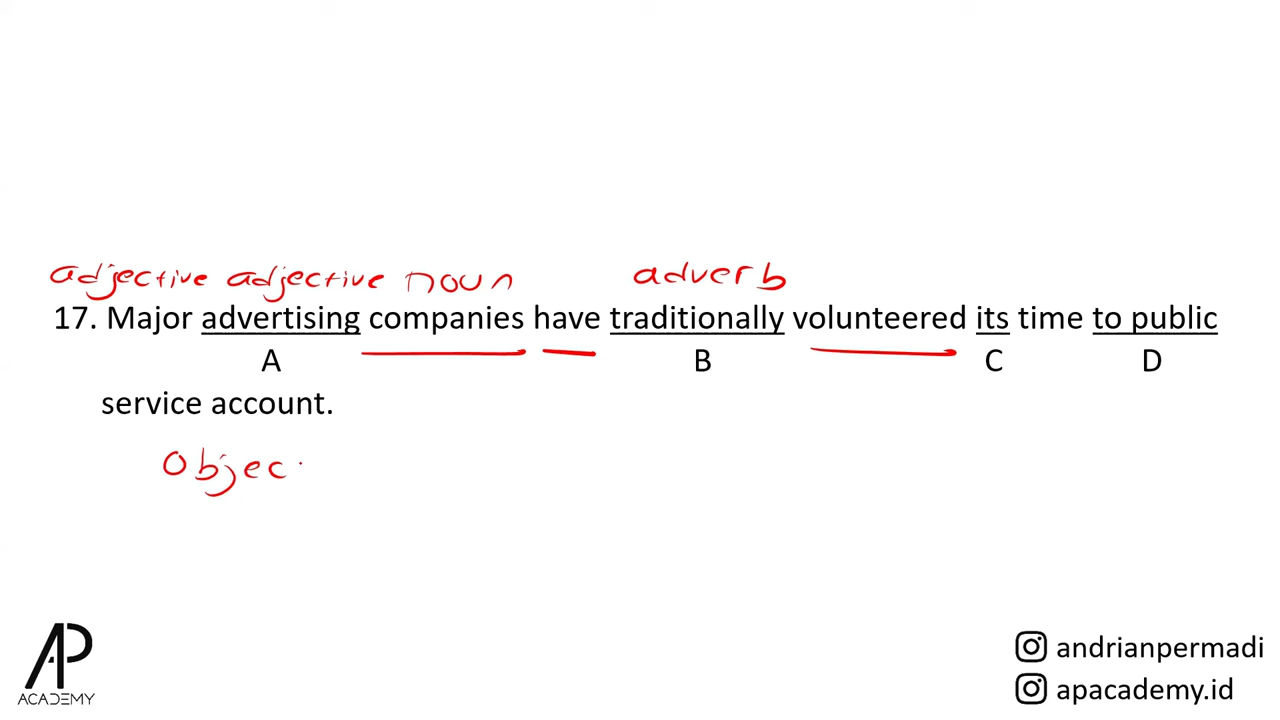 adjective adjective noun adverb
17. Major advertising companies have traditionally volunteered its time to public
A B C D
service account.
Objec
AP
ACADEMY
andrianpermadi
apacademy.id